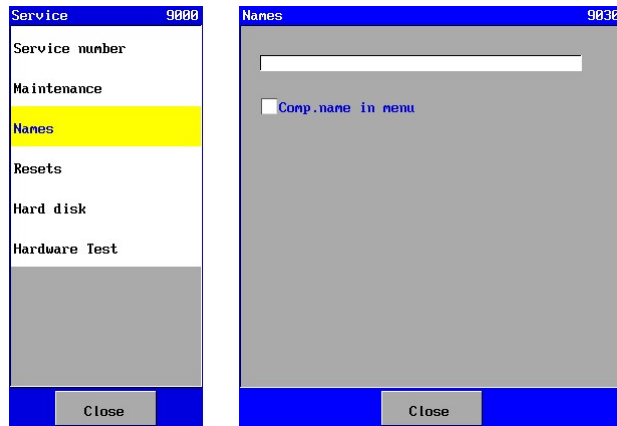 Service 9000
Service number
Maintenance
Names
Resets
Hard disk
Hardware Test
Close
Names 9030
Comp.name in menu
Close